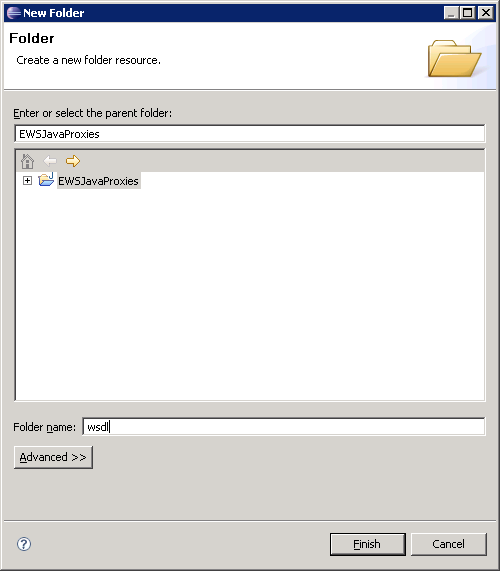 New Folder
Folder
Create a new folder resource.
Enter or select the parent folder:
EWSJavaProxies
EWSJavaProxies
Folder name: wsdl
Advanced >>
Finish Cancel